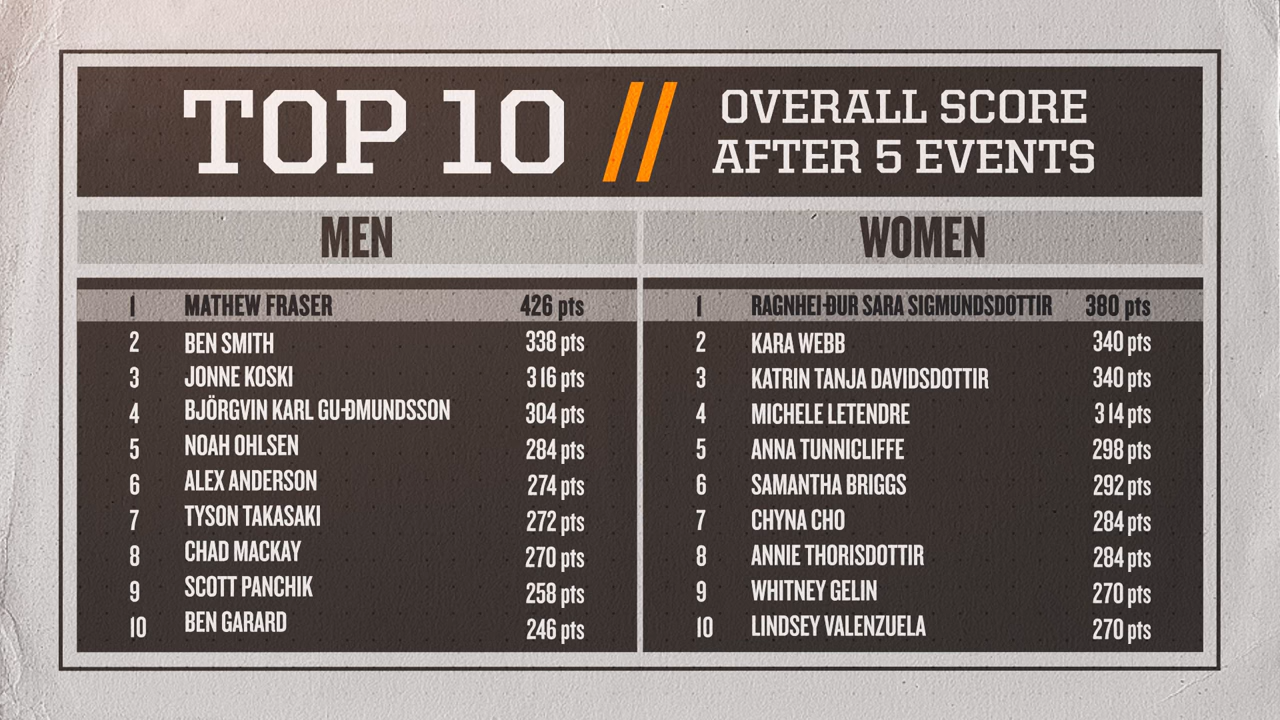 TOP 10 // OVERALL SCORE
AFTER 5 EVENTS
MEN
1 MATHEW FRASER 426 pts
2 BEN SMITH 338 pts
3 JONNE KOSKI 316 pts
4 BJÖRGVIN KARL GU-ÐMUNDSSON 304 pts
5 NOAH OHLSEN 284 pts
6 ALEX ANDERSON 274 pts
7 TYSON TAKASAKI 272 pts
8 CHAD MACKAY 270 pts
9 SCOTT PANCHIK 258 pts
10 BEN GARARD 246 pts
WOMEN
1 RAGNHEI-ÐUR SARA SIGMUNDSDOTTIR 380 pts
2 KARA WEBB 340 pts
3 KATRIN TANJA DAVIDSDOTTIR 340 pts
4 MICHELE LETENDRE 314 pts
5 ANNA TUNNICLIFFE 298 pts
6 SAMANTHA BRIGGS 292 pts
7 CHYNA CHO 284 pts
8 ANNIE THORISDOTTIR 284 pts
9 WHITNEY GELIN 270 pts
10 LINDSEY VALENZUELA 270 pts